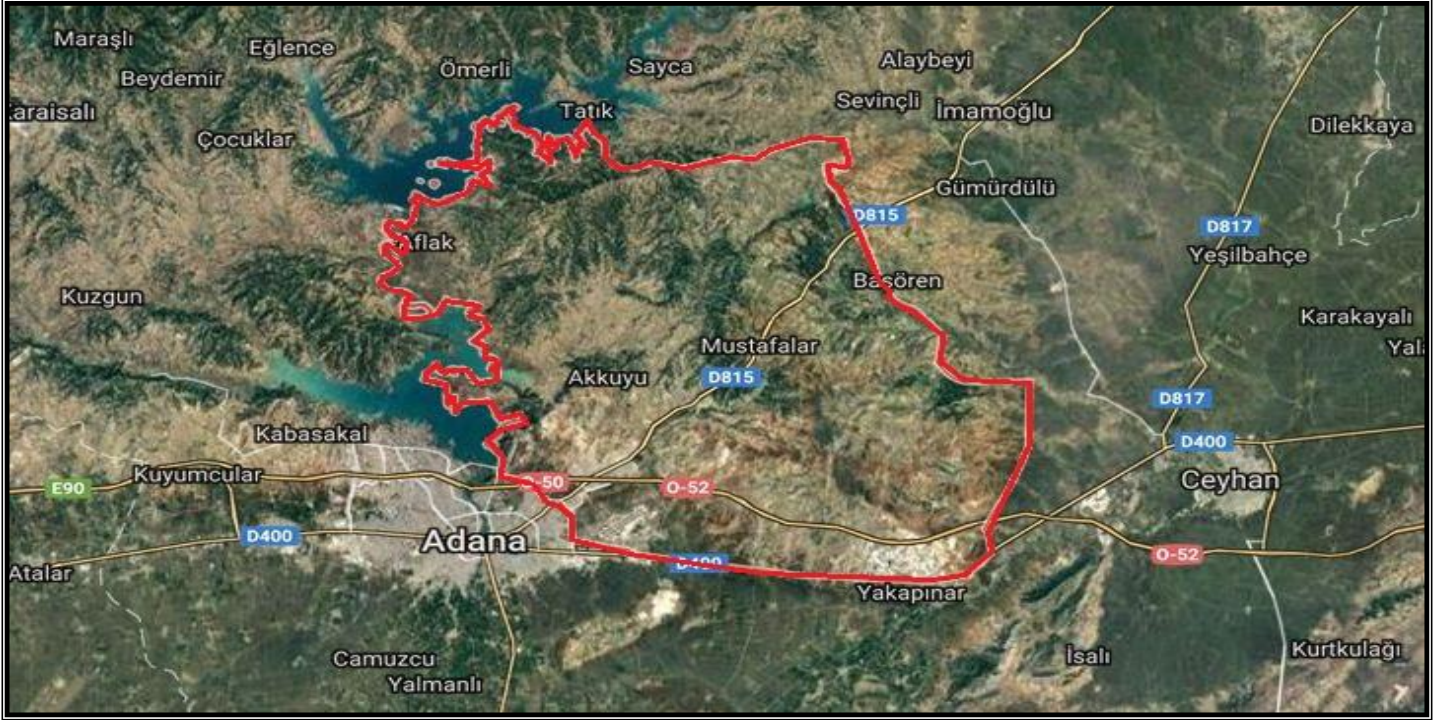 Maraşlı
Eğlence
Beydemir
Ömerli
Sayca
Alaybeyi
Sevinçli
İmamoğlu
Tatık
araisalı
Çocuklar
Dilekkaya
Gümürdülü
D815
D817
Aflak
Yeşilbahçe
Kuzgun
Başören
Karakayalı
Yala
Mustafalar
D815
Akkuyu
D817
Kabasakal
D400
Kuyumcular
E90
O-50
O-52
Ceyhan
D400
Adana
D400
O-52
Atalar
Yakapınar
Camuzcu
Yalmanlı
İsalı
Kurtkulağı